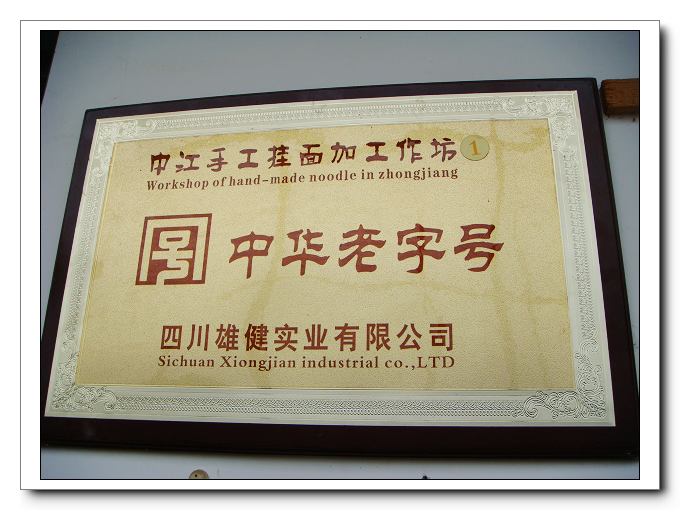 中江手工挂面加工作坊 1
Workshop of hand-made noodle in zhongjiang
号 中华老字号
四川雄健实业有限公司
Sichuan Xiongjian industrial co.,LTD